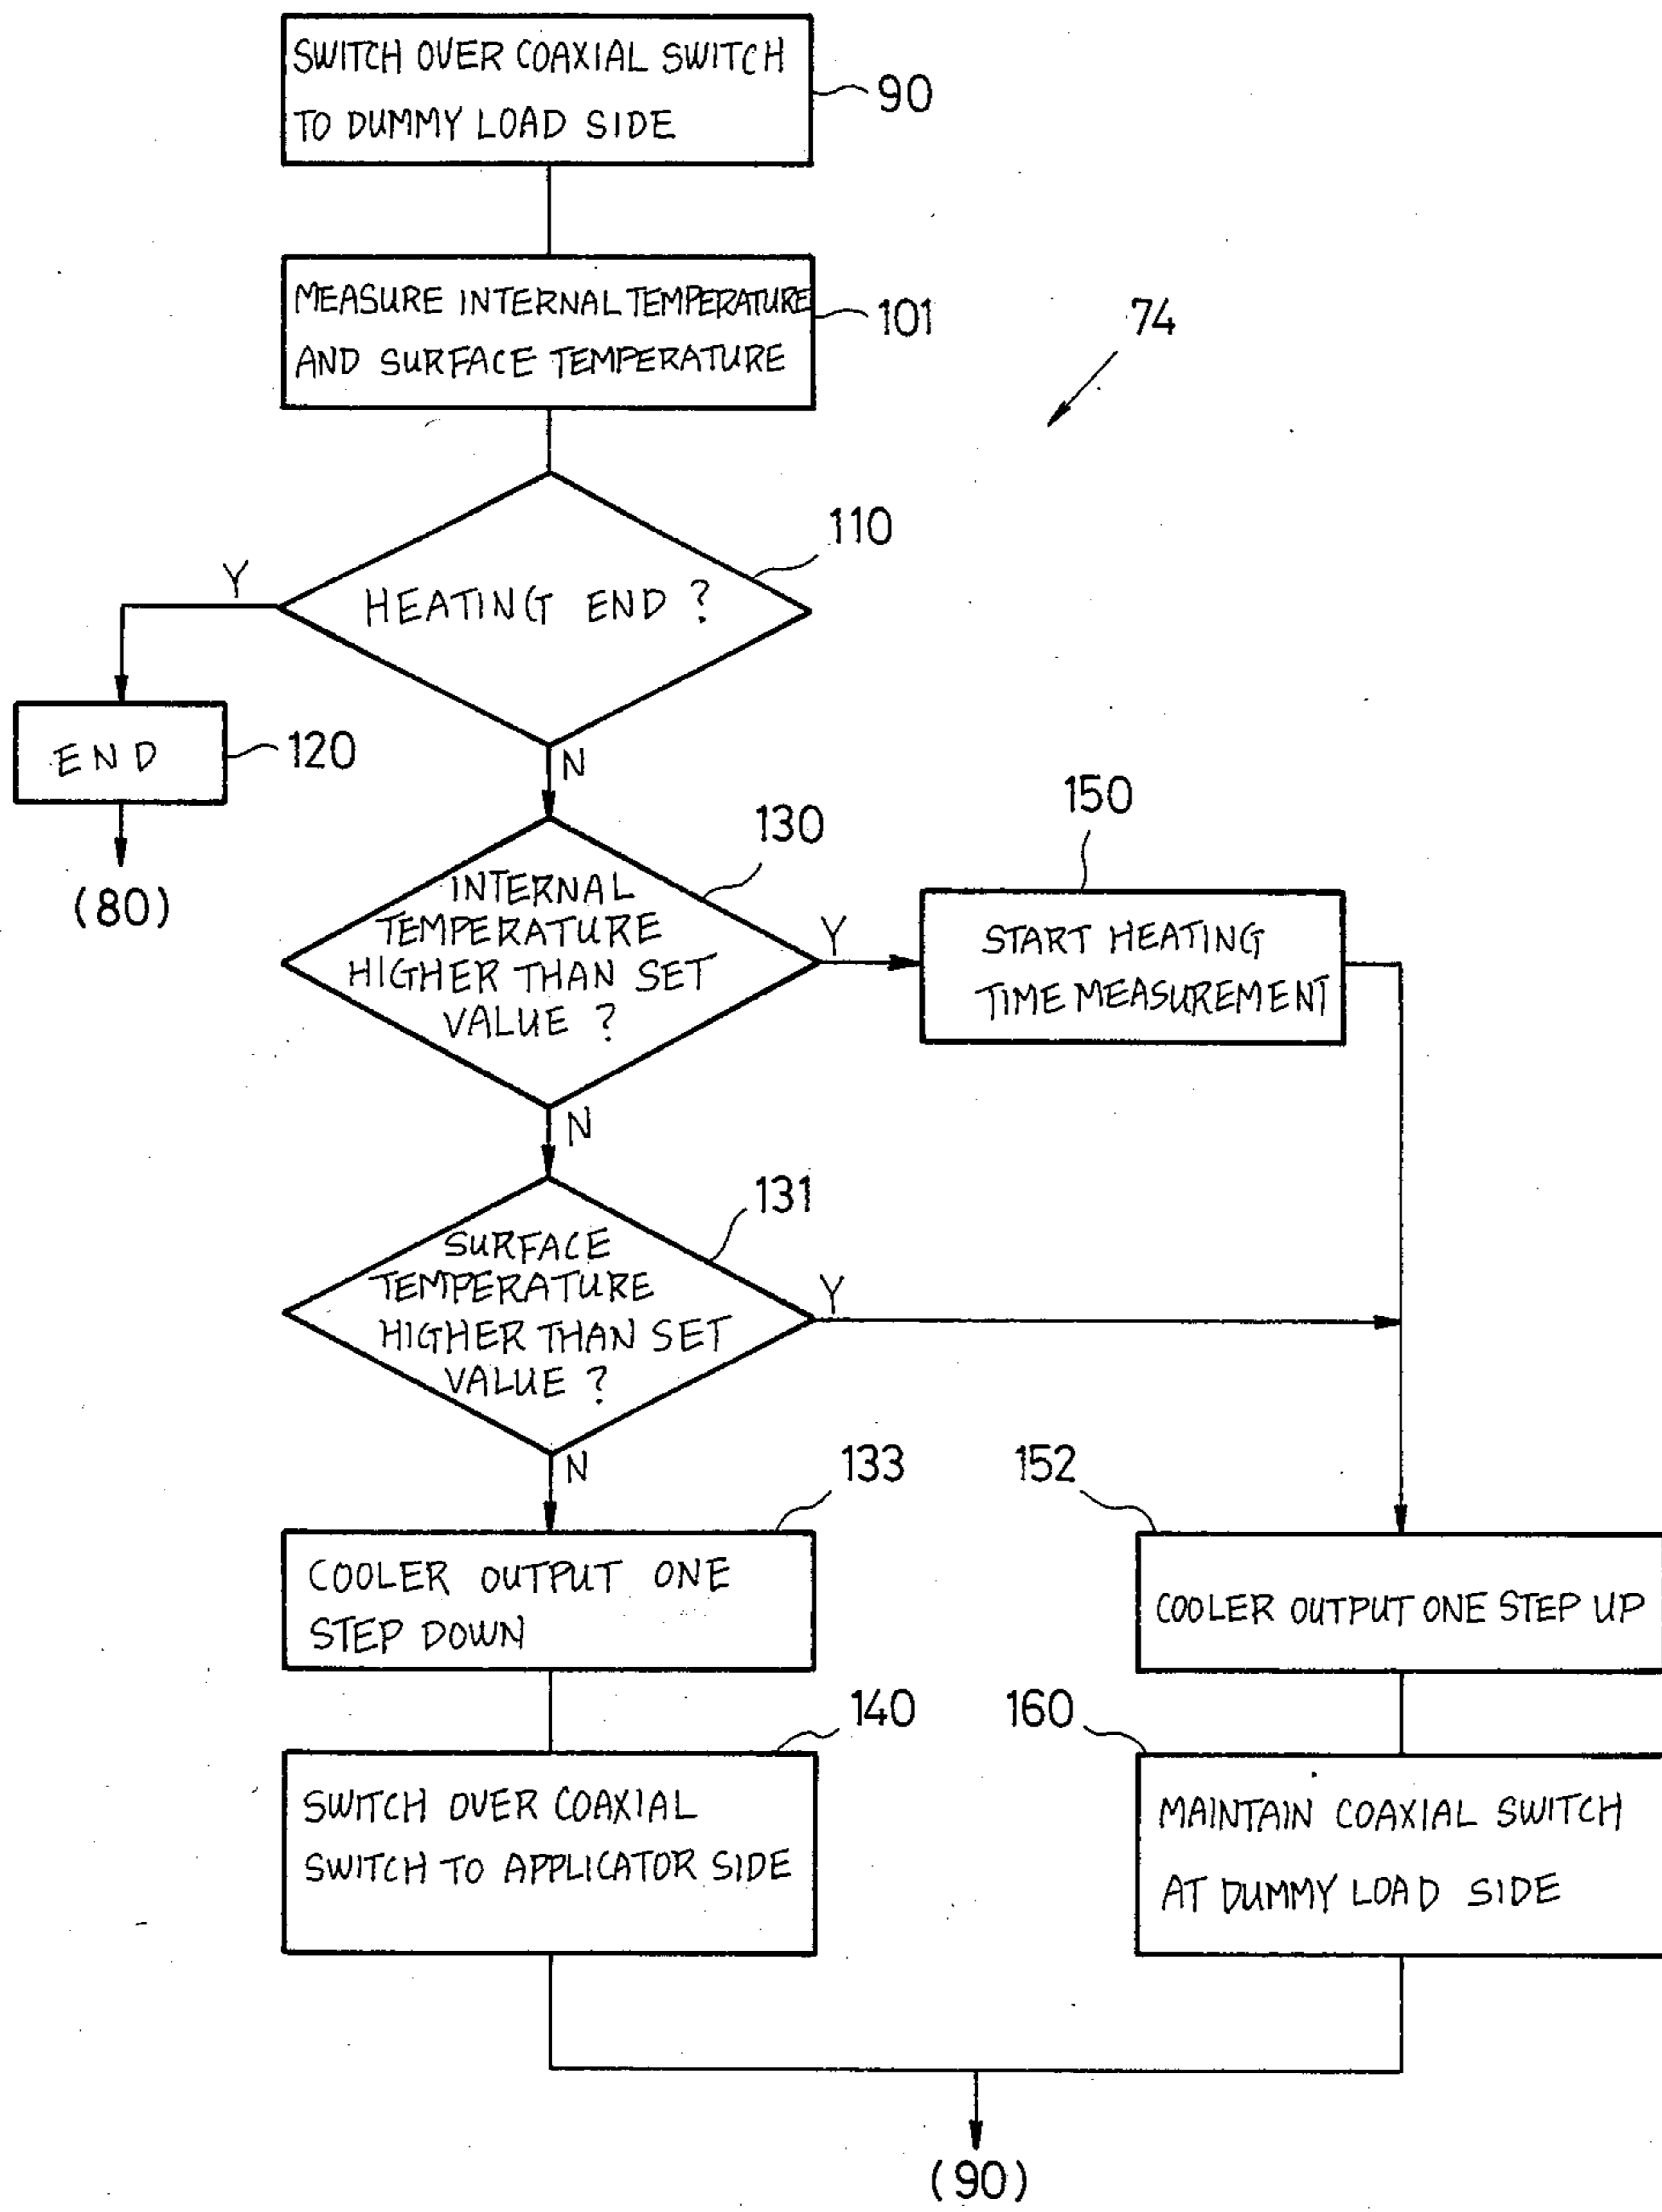 SWITCH OVER COAXIAL SWITCH
TO DUMMY LOAD SIDE
90
MEASURE INTERNAL TEMPERATURE
AND SURFACE TEMPERATURE
101
74
110
Y
HEATING END ?
END
120
N
(80)
130
150
INTERNAL
TEMPERATURE
HIGHER THAN SET
VALUE ?
Y
START HEATING
TIME MEASUREMENT
N
131
SURFACE
TEMPERATURE
HIGHER THAN SET
VALUE ?
Y
N
133
152
COOLER OUTPUT ONE
STEP DOWN
COOLER OUTPUT ONE STEP UP
140
160
SWITCH OVER COAXIAL
SWITCH TO APPLICATOR SIDE
MAINTAIN COAXIAL SWITCH
AT DUMMY LOAD SIDE
(90)